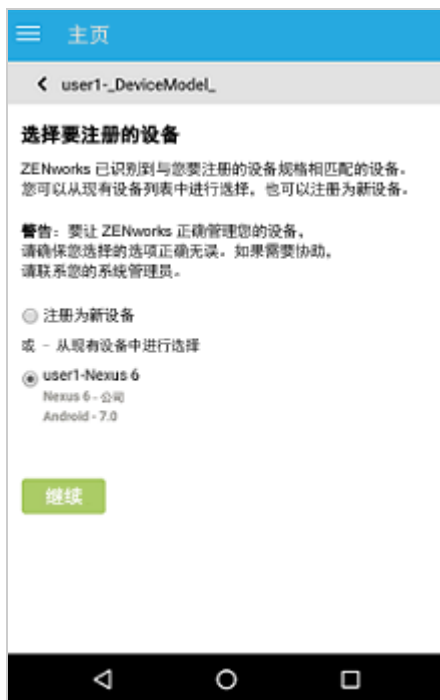 主页
user1-_DeviceModel_
选择要注册的设备
ZENworks 已识别到与您要注册的设备规格相匹配的设备。
您可以从现有设备列表中进行选择，也可以注册为新设备。
警告：要让 ZENworks 正确管理您的设备，
请确保您选择的选项正确无误。如果需要协助，
请联系您的系统管理员。
注册为新设备
或 - 从现有设备中进行选择
user1-Nexus 6
Nexus 6 - 公司
Android - 7.0
继续